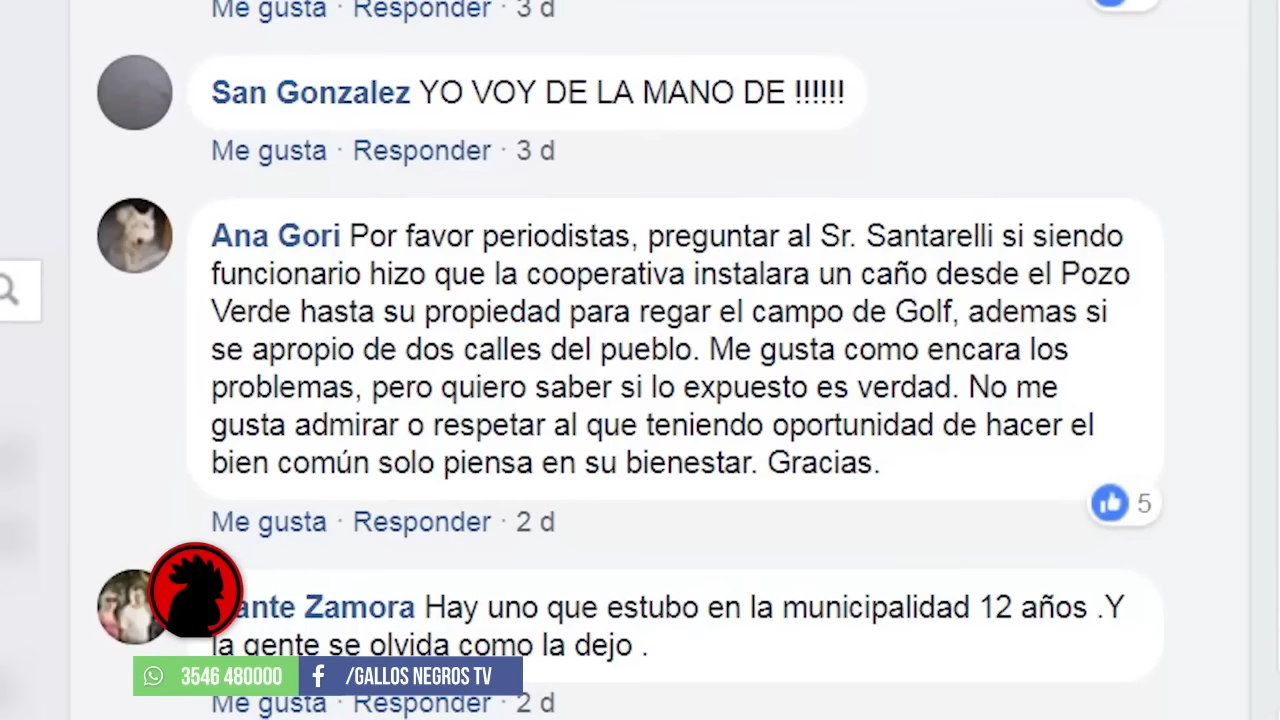 Me gusta · Responder · 3 d
San Gonzalez YO VOY DE LA MANO DE !!!!!!
Me gusta · Responder · 3 d
Ana Gori Por favor periodistas, preguntar al Sr. Santarelli si siendo
funcionario hizo que la cooperativa instalara un caño desde el Pozo
Verde hasta su propiedad para regar el campo de Golf, ademas si
se apropio de dos calles del pueblo. Me gusta como encara los
problemas, pero quiero saber si lo expuesto es verdad. No me
gusta admirar o respetar al que teniendo oportunidad de hacer el
bien común solo piensa en su bienestar. Gracias.
5
Me gusta · Responder · 2 d
ante Zamora Hay uno que estubo en la municipalidad 12 años .Y
la gente se olvida como la dejo .
3546 480000 /GALLOS NEGROS TV
Me gusta · Responder · 2 d